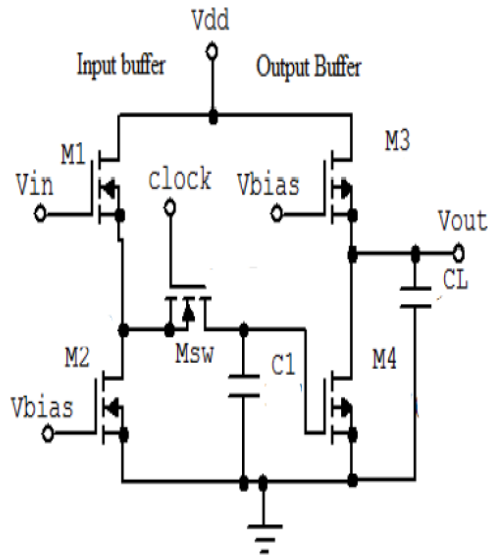 Vdd
Input buffer
Output Buffer
M1
M3
Vin
clock
Vbias
Vout
CL
M2
Msw
C1
M4
Vbias